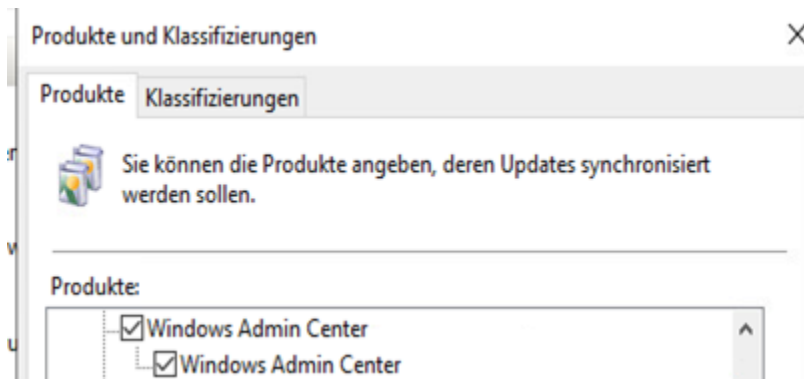 Produkte und Klassifizierungen
Produkte Klassifizierungen
Sie können die Produkte angeben, deren Updates synchronisiert
werden sollen.
Produkte:
Windows Admin Center
Windows Admin Center